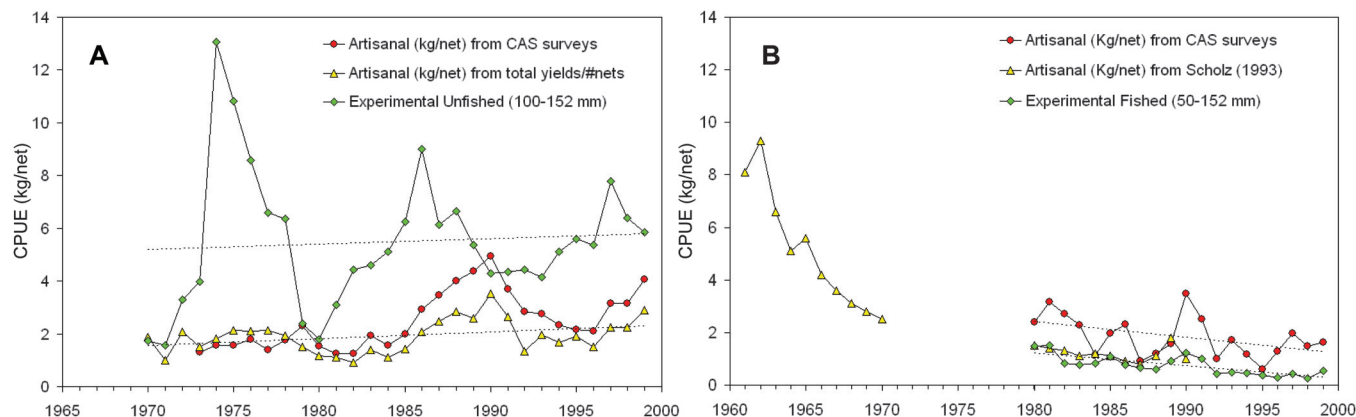 A
Artisanal (kg/net) from CAS surveys
Artisanal (kg/net) from total yields/#nets
Experimental Unfished (100-152 mm)
CPUE (kg/net)
14
12
10
8
6
4
2
0
1965 1970 1975 1980 1985 1990 1995 2000
B
Artisanal (Kg/net) from CAS surveys
Artisanal (Kg/net) from Scholz (1993)
Experimental Fished (50-152 mm)
CPUE (kg/net)
14
12
10
8
6
4
2
0
1960 1965 1970 1975 1980 1985 1990 1995 2000